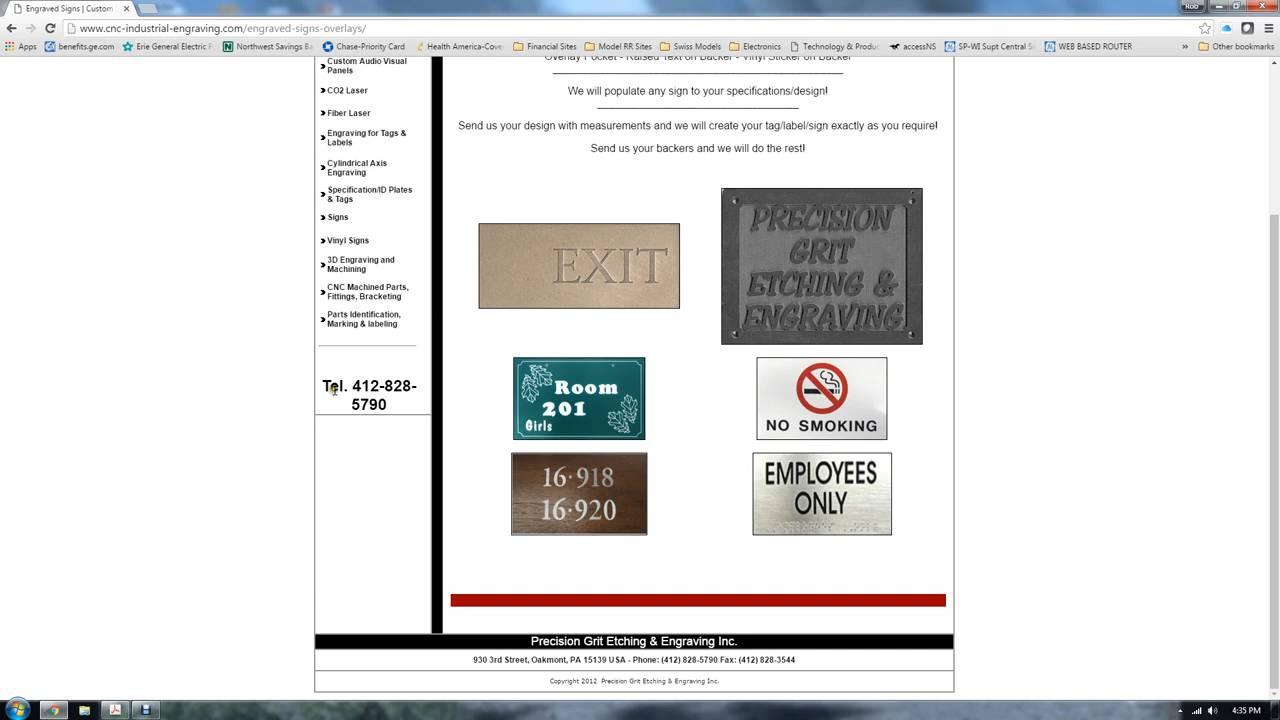 Engraved Signs | Custom
Rob
www.cnc-industrial-engraving.com/engraved-signs-overlays/
Apps benefits.ge.com Erie General Electric F Northwest Savings Ba Chase-Priority Card Health America-Cove Financial Sites Model RR Sites Swiss Models Electronics Technology & Produ accessNS SP-WI Supt Central S WEB BASED ROUTER » Other bookmarks
Custom Audio Visual
Panels
CO2 Laser
Fiber Laser
Engraving for Tags &
Labels
Cylindrical Axis
Engraving
Specification/ID Plates
& Tags
Signs
Vinyl Signs
3D Engraving and
Machining
CNC Machined Parts,
Fittings, Bracketing
Parts Identification,
Marking & labeling
Tel. 412-828-
5790
Overlay Pocket - Raised Text on Backer - Vinyl Sticker on Backer
We will populate any sign to your specifications/design!
Send us your design with measurements and we will create your tag/label/sign exactly as you require!
Send us your backers and we will do the rest!
EXIT
PRECISION
GRIT
ETCHING &
ENGRAVING
Room
201
Girls
NO SMOKING
16·918
16·920
EMPLOYEES
ONLY
Precision Grit Etching & Engraving Inc.
930 3rd Street, Oakmont, PA 15139 USA - Phone: (412) 828-5790 Fax: (412) 828-3544
Copyright 2012 Precision Grit Etching & Engraving Inc.
4:35 PM